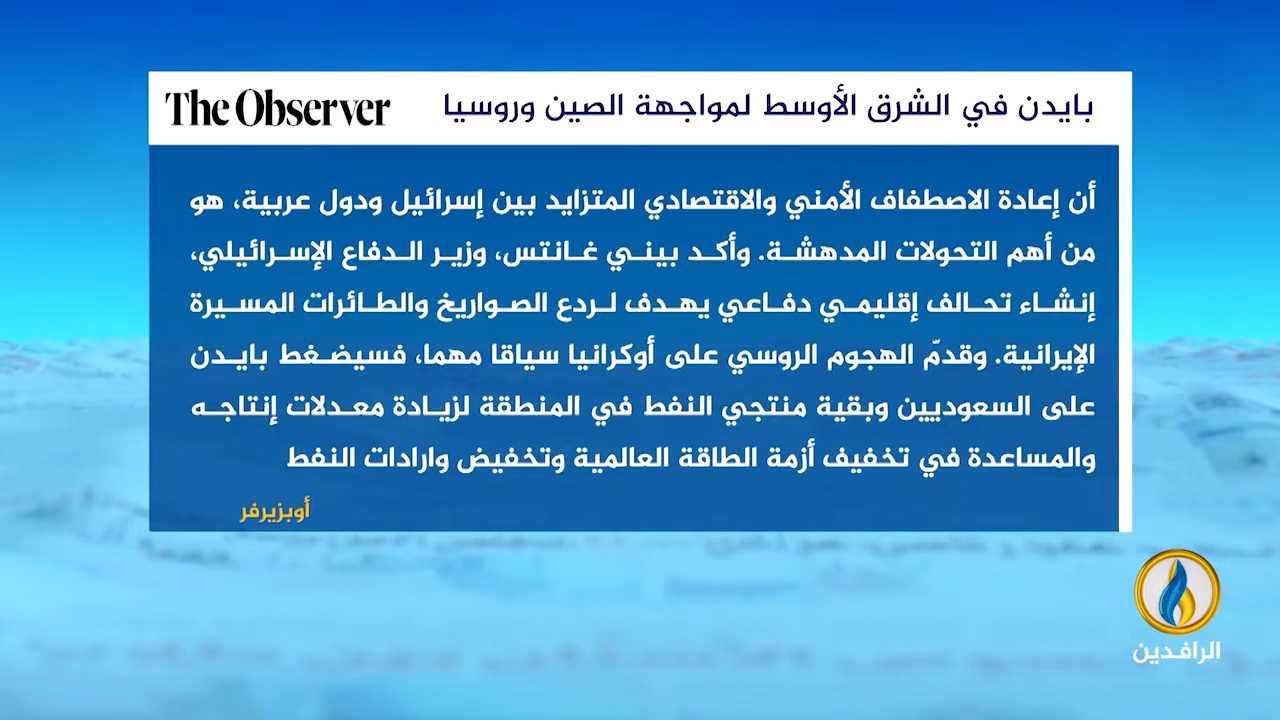 The Observer
بايدن في الشرق الأوسط لمواجهة الصين وروسيا
أن إعادة الاصطفاف الأمني والاقتصادي المتزايد بين إسرائيل ودول عربية، هو
من أهم التحولات المدهشة. وأكد بيني غانتس، وزير الدفاع الإسرائيلي،
إنشاء تحالف إقليمي دفاعي يهدف لردع الصواريخ والطائرات المسيرة
الإيرانية. وقدمّ الهجوم الروسي على أوكرانيا سياقا مهما، فسيضغط بايدن
على السعوديين وبقية منتجي النفط في المنطقة لزيادة معدلات إنتاجه
والمساعدة في تخفيف أزمة الطاقة العالمية وتخفيض وارادات النفط
أوبزيرفر
الرافدين